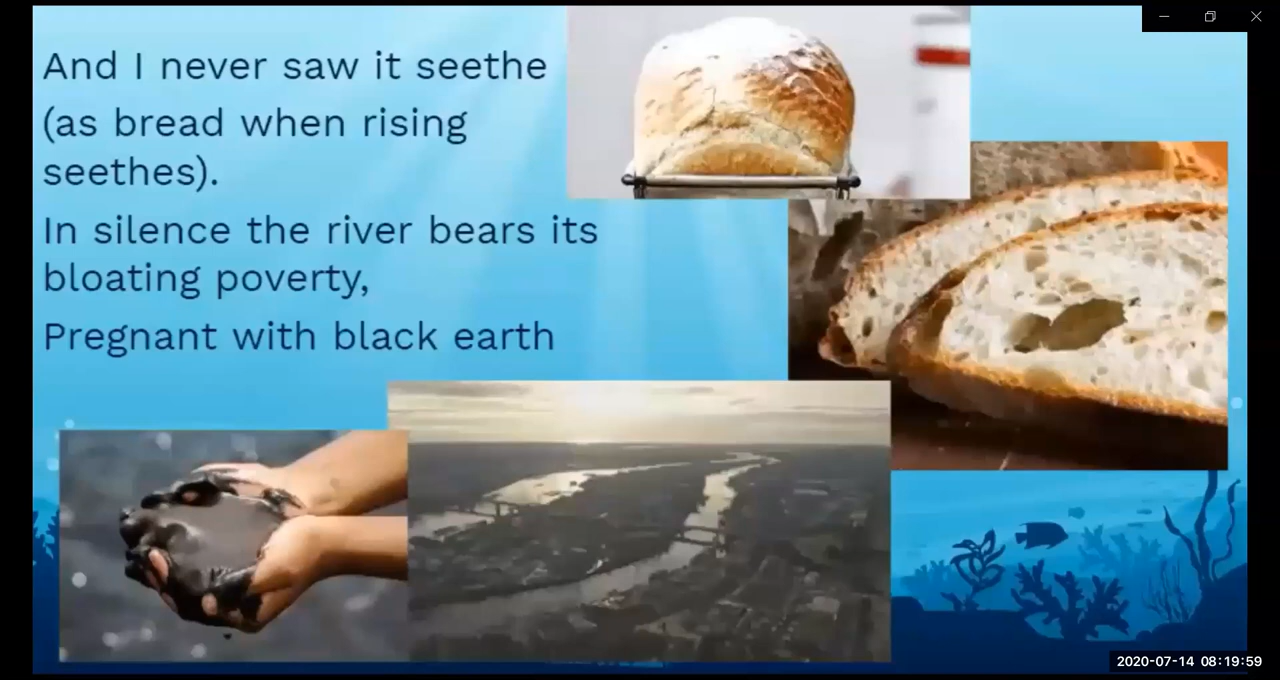 And I never saw it seethe
(as bread when rising
seethes).
In silence the river bears its
bloating poverty,
Pregnant with black earth
2020-07-14 08:19:59